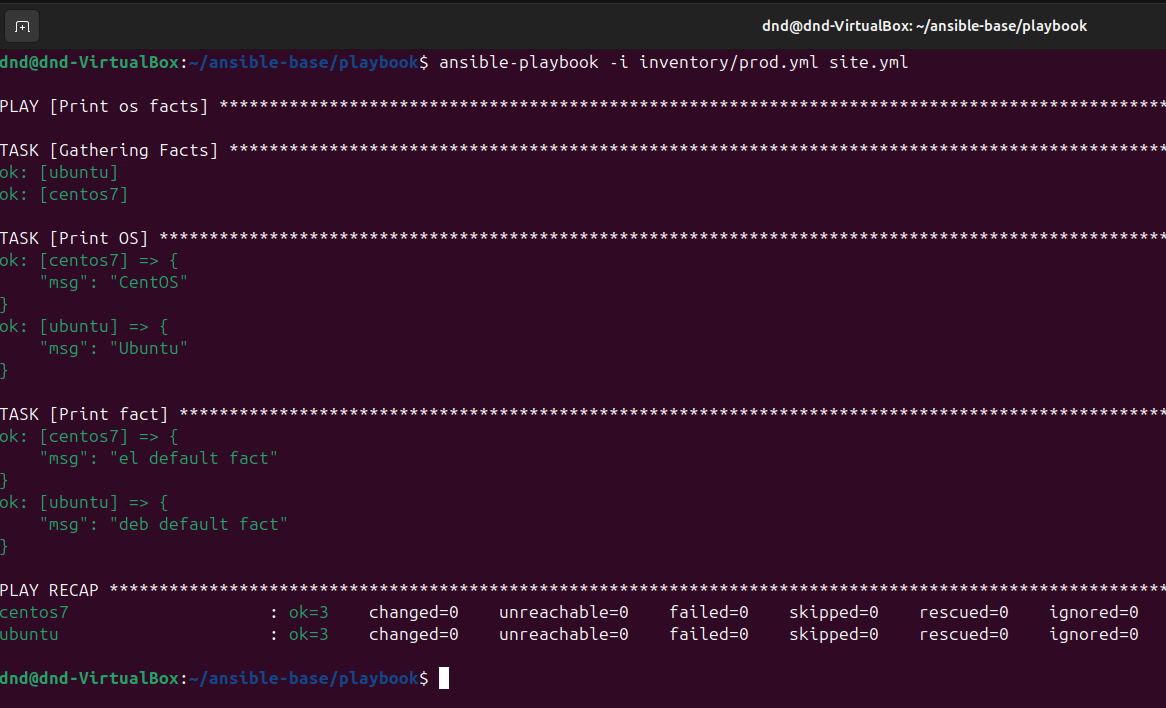 dnd@dnd-VirtualBox: ~/ansible-base/playbook
dnd@dnd-VirtualBox:~/ansible-base/playbook$ ansible-playbook -i inventory/prod.yml site.yml
PLAY [Print os facts] ***********************************************************************************************
TASK [Gathering Facts] **********************************************************************************************
ok: [ubuntu]
ok: [centos7]
TASK [Print OS] *****************************************************************************************************
ok: [centos7] => {
    "msg": "CentOS"
}
ok: [ubuntu] => {
    "msg": "Ubuntu"
}
TASK [Print fact] ***************************************************************************************************
ok: [centos7] => {
    "msg": "el default fact"
}
ok: [ubuntu] => {
    "msg": "deb default fact"
}
PLAY RECAP **********************************************************************************************************
centos7                    : ok=3    changed=0    unreachable=0    failed=0    skipped=0    rescued=0    ignored=0
ubuntu                     : ok=3    changed=0    unreachable=0    failed=0    skipped=0    rescued=0    ignored=0
dnd@dnd-VirtualBox:~/ansible-base/playbook$